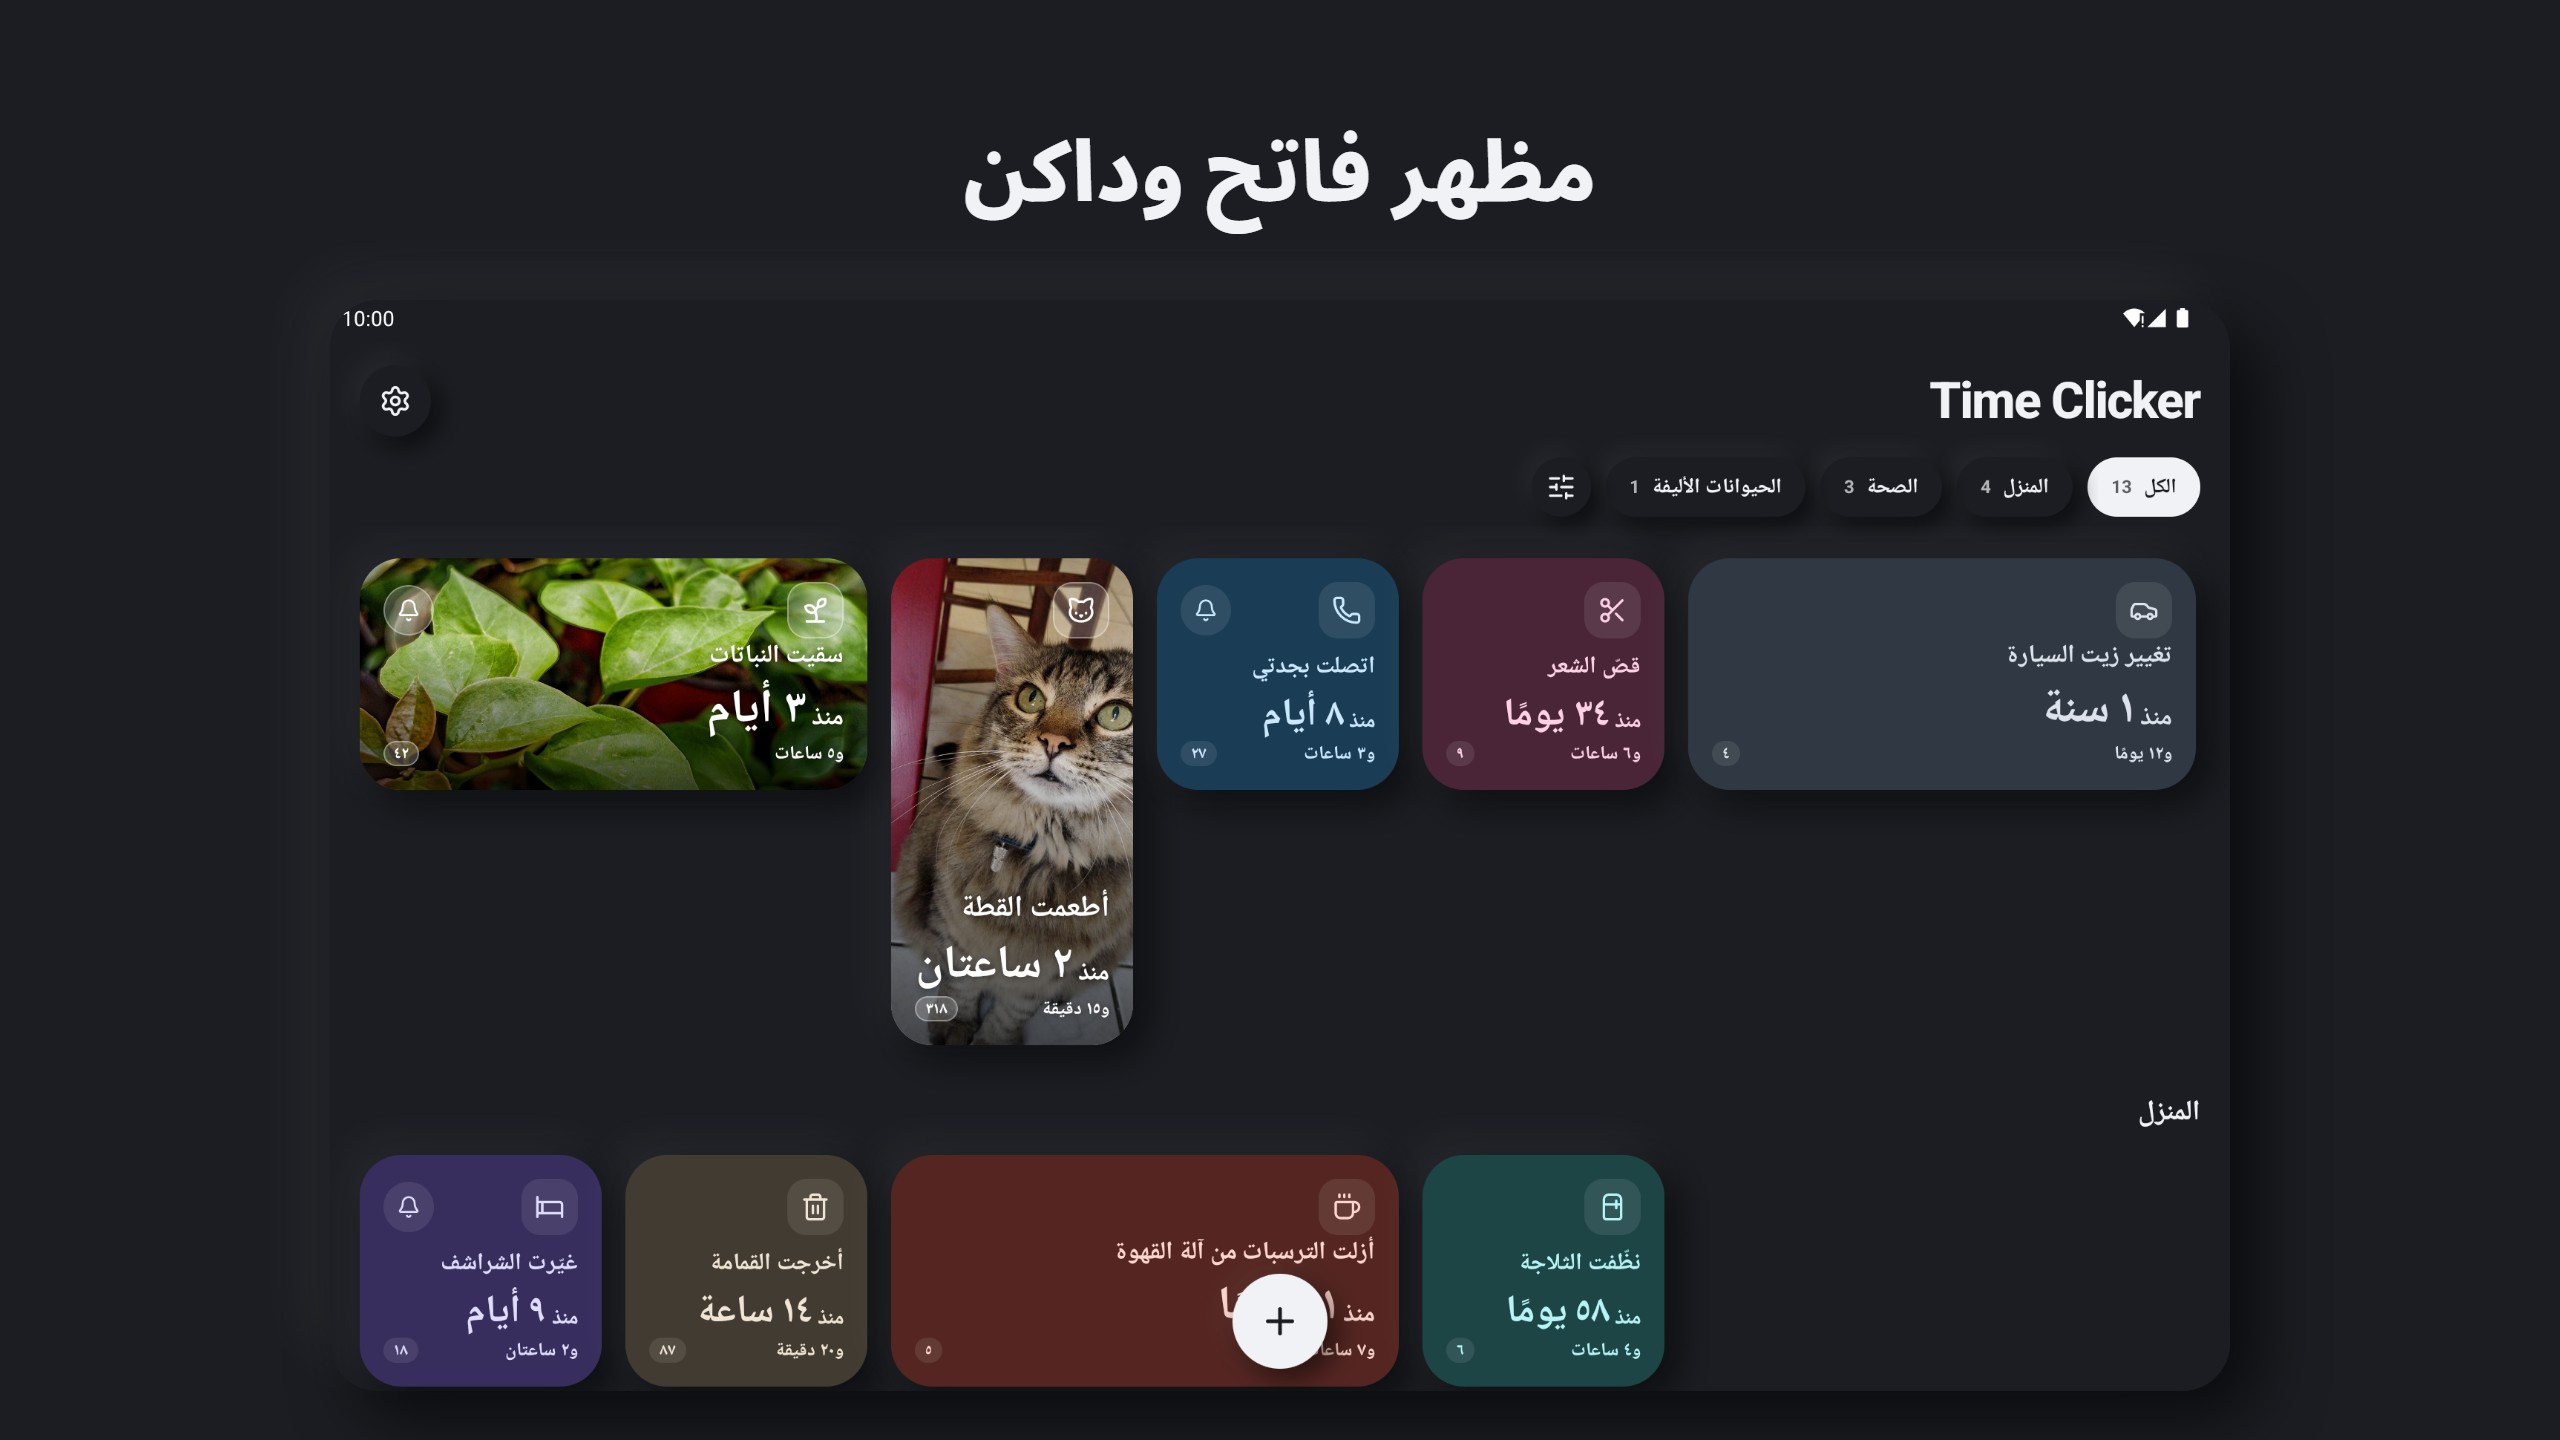 مظهر فاتح وداكن
10:00
Time Clicker
الكل 13
المنزل 4
الصحة 3
الحيوانات الأليفة 1
تغيير زيت السيارة
منذ ١ سنة
و١٢ يومًا
٤
قصّ الشعر
منذ ٣٤ يومًا
و٦ ساعات
٩
اتصلت بجدتي
منذ ٨ أيام
و٣ ساعات
٢٧
أطعمت القطة
منذ ٢ ساعتان
و١٥ دقيقة
٣١٨
سقيت النباتات
منذ ٣ أيام
و٥ ساعات
٤٢
المنزل
نظّفت الثلاجة
منذ ٥٨ يومًا
و٤ ساعات
٦
أزلت الترسبات من آلة القهوة
منذ
و٧
٥
أخرجت القمامة
منذ ١٤ ساعة
و٢٠ دقيقة
٨٧
غيّرت الشراشف
منذ ٩ أيام
و٢ ساعتان
١٨